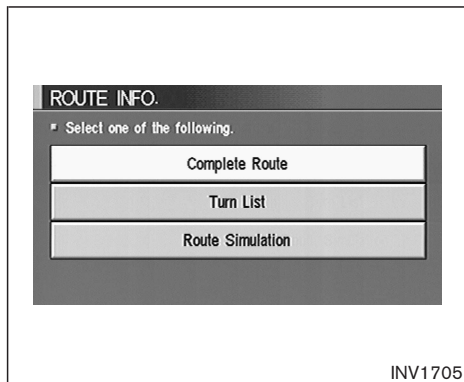 ROUTE INFO.
Select one of the following.
Complete Route
Turn List
Route Simulation
INV1705